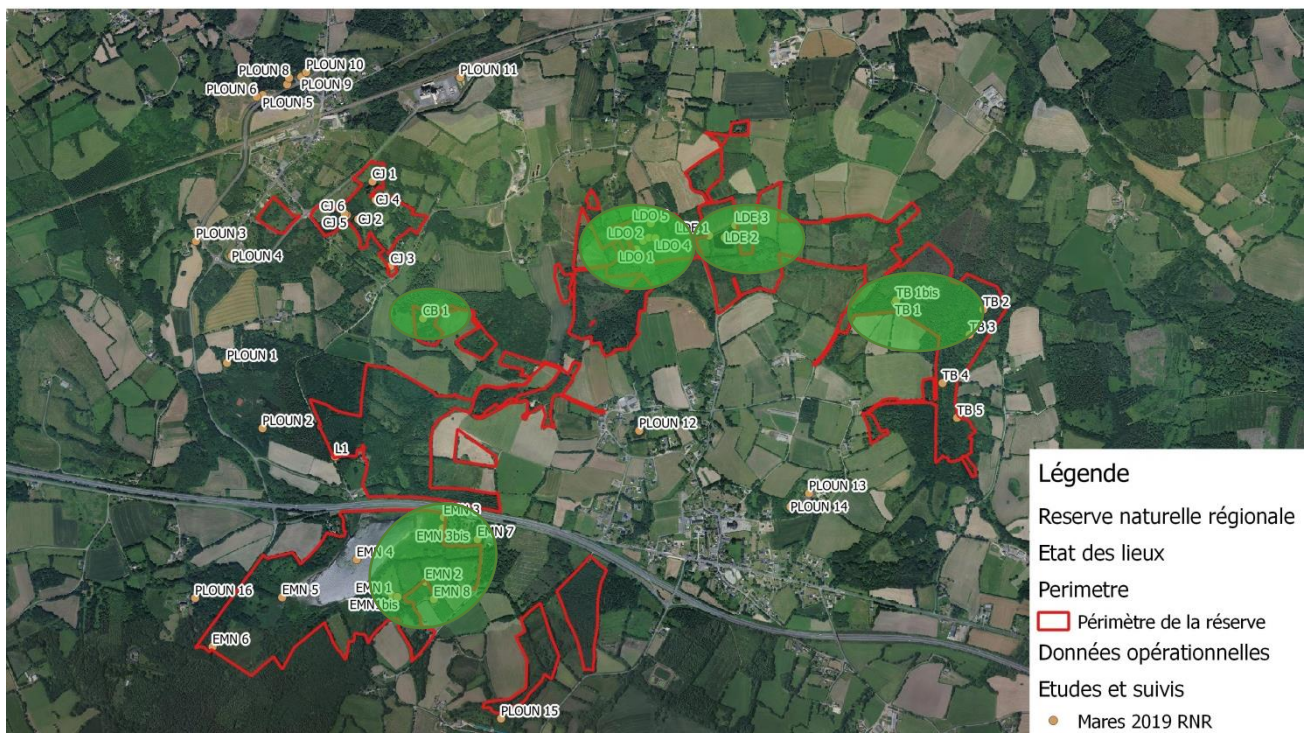 PLOUN 10
PLOUN 8
PLOUN 9
PLOUN 6
PLOUN 5
PLOUN 11
CJ 1
CJ 4
CJ 6
CJ 2
CJ 5
CJ 3
PLOUN 3
PLOUN 4
LDO 5
LDO 2
LDO 4
LDO 1
LDE 1
LDE 3
LDE 2
CB 1
TB 1bis
TB 1
TB 2
TB 3
TB 4
TB 5
PLOUN 1
PLOUN 2
L1
PLOUN 12
PLOUN 13
PLOUN 14
EMN 3
EMN 3bis
EMN 7
EMN 4
EMN 2
EMN 1
EMN 8
EMN1bis
EMN 5
PLOUN 16
EMN 6
PLOUN 15
Légende
Reserve naturelle régionale
Etat des lieux
Perimetre
Périmètre de la réserve
Données opérationnelles
Etudes et suivis
Mares 2019 RNR